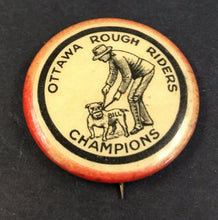 OTTAWA ROUGH RIDERS
BILL
CHAMPIONS